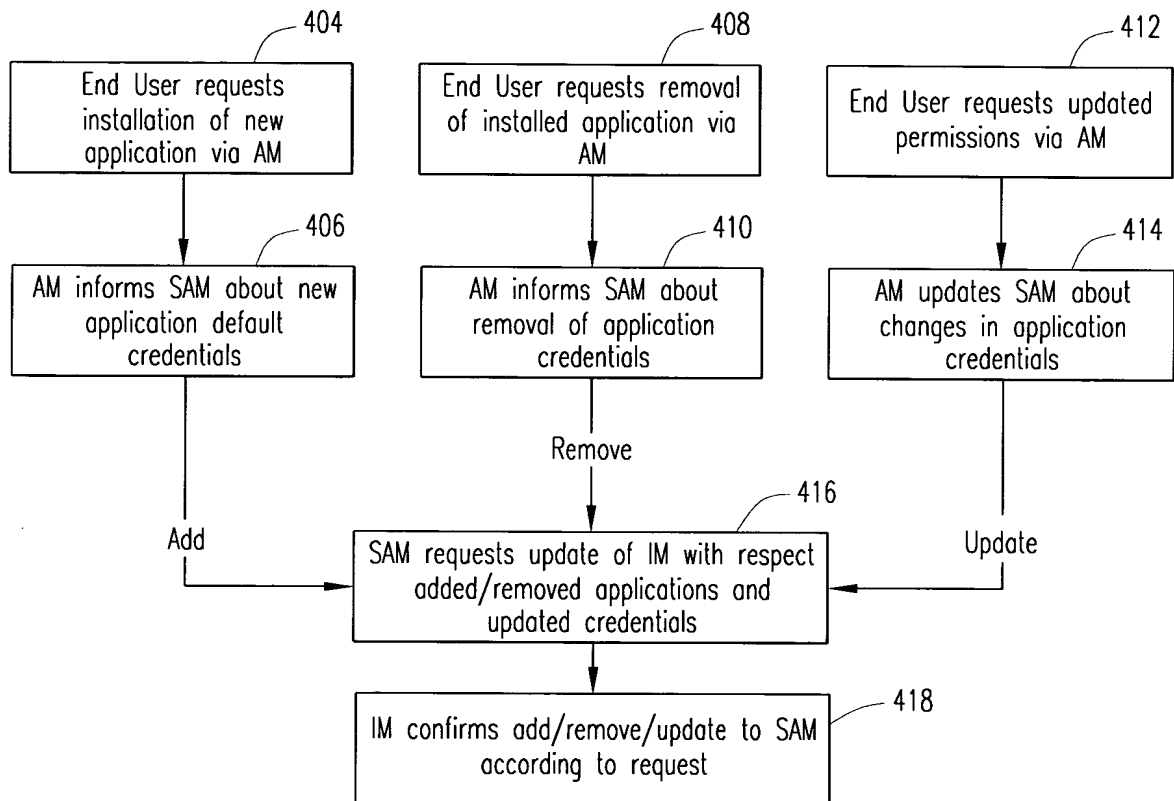 404
End User requests
installation of new
application via AM
408
End User requests removal
of installed application via
AM
412
End User requests updated
permissions via AM
406
AM informs SAM about new
application default
credentials
410
AM informs SAM about
removal of application
credentials
414
AM updates SAM about
changes in application
credentials
Add
Remove
Update
416
SAM requests update of IM with respect
added/removed applications and
updated credentials
418
IM confirms add/remove/update to SAM
according to request